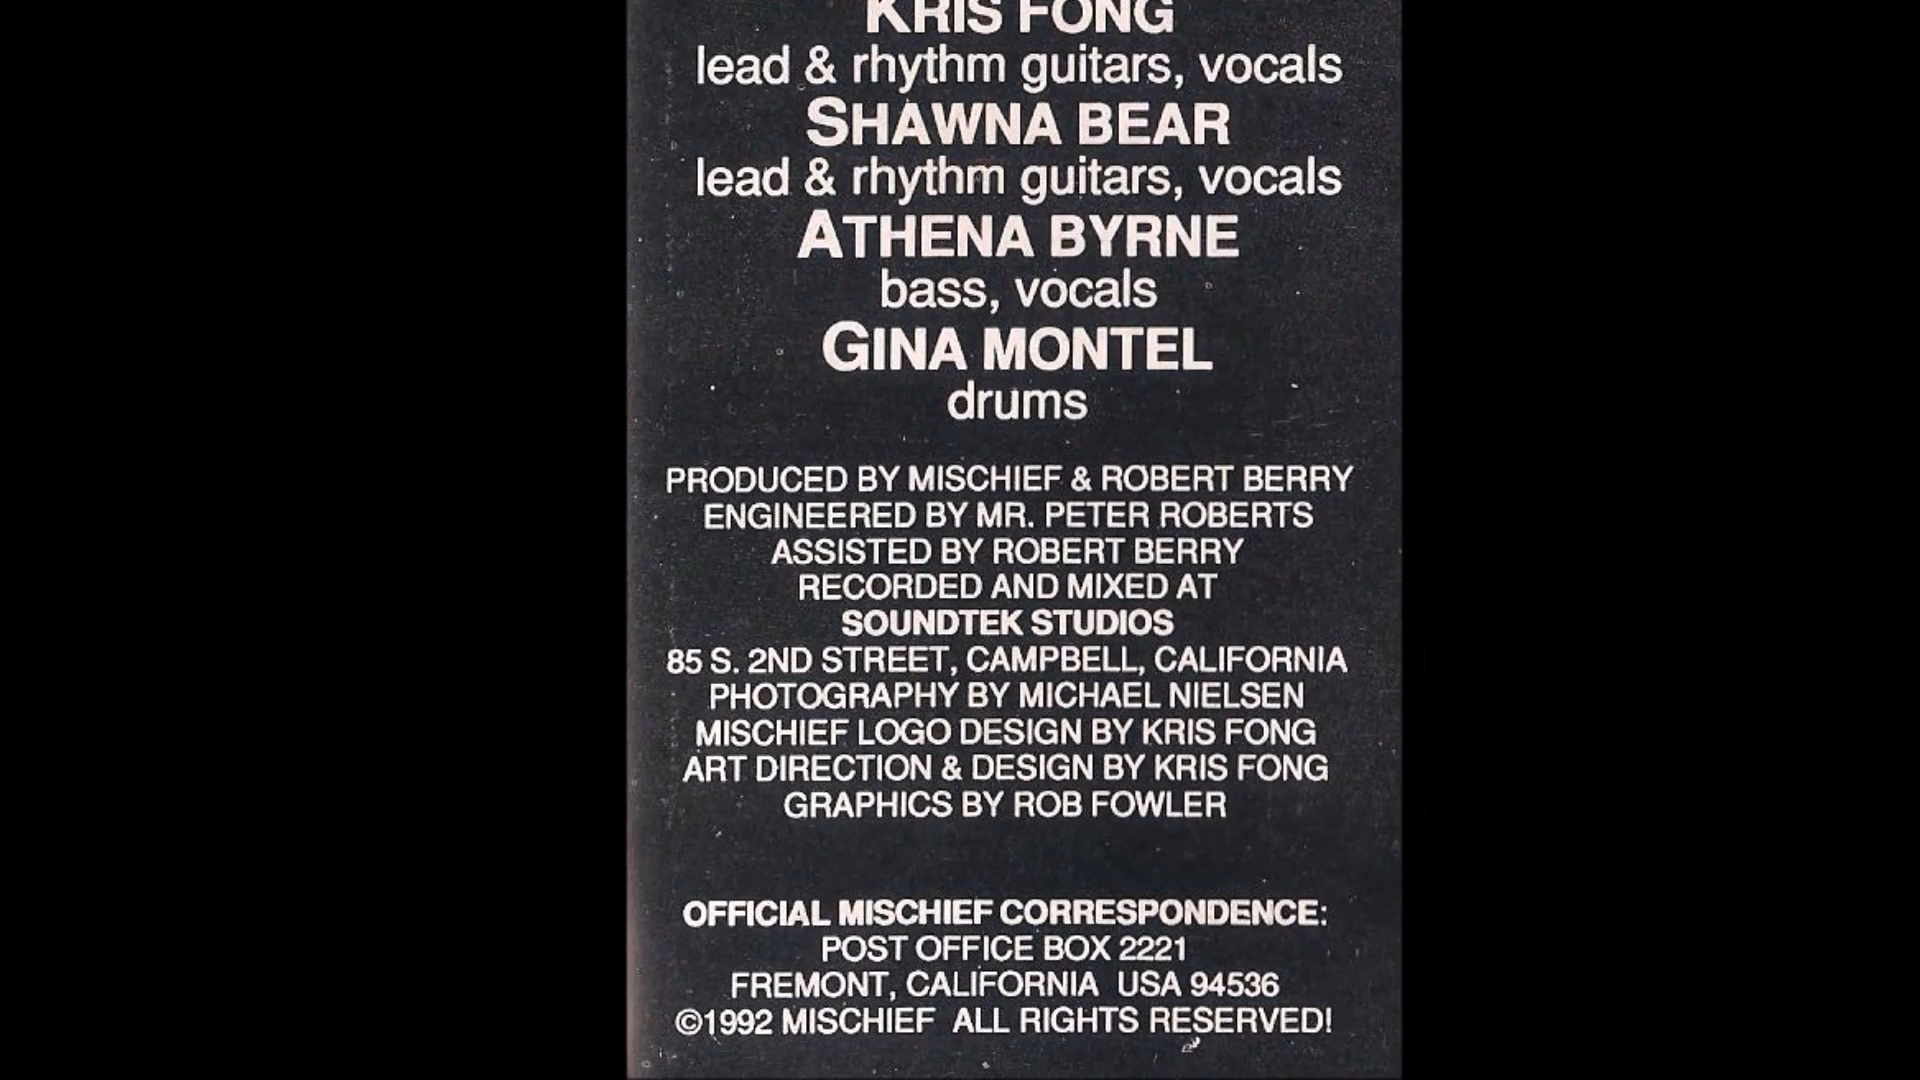 KRIS FONG
lead & rhythm guitars, vocals
SHAWNA BEAR
lead & rhythm guitars, vocals
ATHENA BYRNE
bass, vocals
GINA MONTEL
drums
PRODUCED BY MISCHIEF & ROBERT BERRY
ENGINEERED BY MR. PETER ROBERTS
ASSISTED BY ROBERT BERRY
RECORDED AND MIXED AT
SOUNDTEK STUDIOS
85 S. 2ND STREET, CAMPBELL, CALIFORNIA
PHOTOGRAPHY BY MICHAEL NIELSEN
MISCHIEF LOGO DESIGN BY KRIS FONG
ART DIRECTION & DESIGN BY KRIS FONG
GRAPHICS BY ROB FOWLER
OFFICIAL MISCHIEF CORRESPONDENCE:
POST OFFICE BOX 2221
FREMONT, CALIFORNIA USA 94536
©1992 MISCHIEF ALL RIGHTS RESERVED!